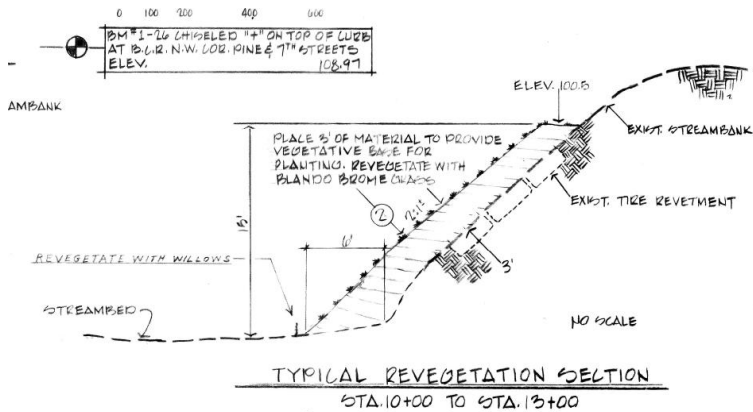 0 100 200 400 600
BM #1-26 CHISELED "+" ON TOP OF CURB
AT B.C.R. N.W. COR. PINE & 7TH STREETS
ELEV. 108.97
AMBANK
ELEV. 100.5
PLACE 3' OF MATERIAL TO PROVIDE
VEGETATIVE BASE FOR
PLANTING. REVEGETATE WITH
BLANDO BROME GRASS
EXIST. STREAMBANK
2
2:1±
EXIST. TIRE REVETMENT
15'
6'
REVEGETATE WITH WILLOWS
3'
STREAMBED
NO SCALE
TYPICAL REVEGETATION SECTION
STA. 10+00 TO STA. 13+00